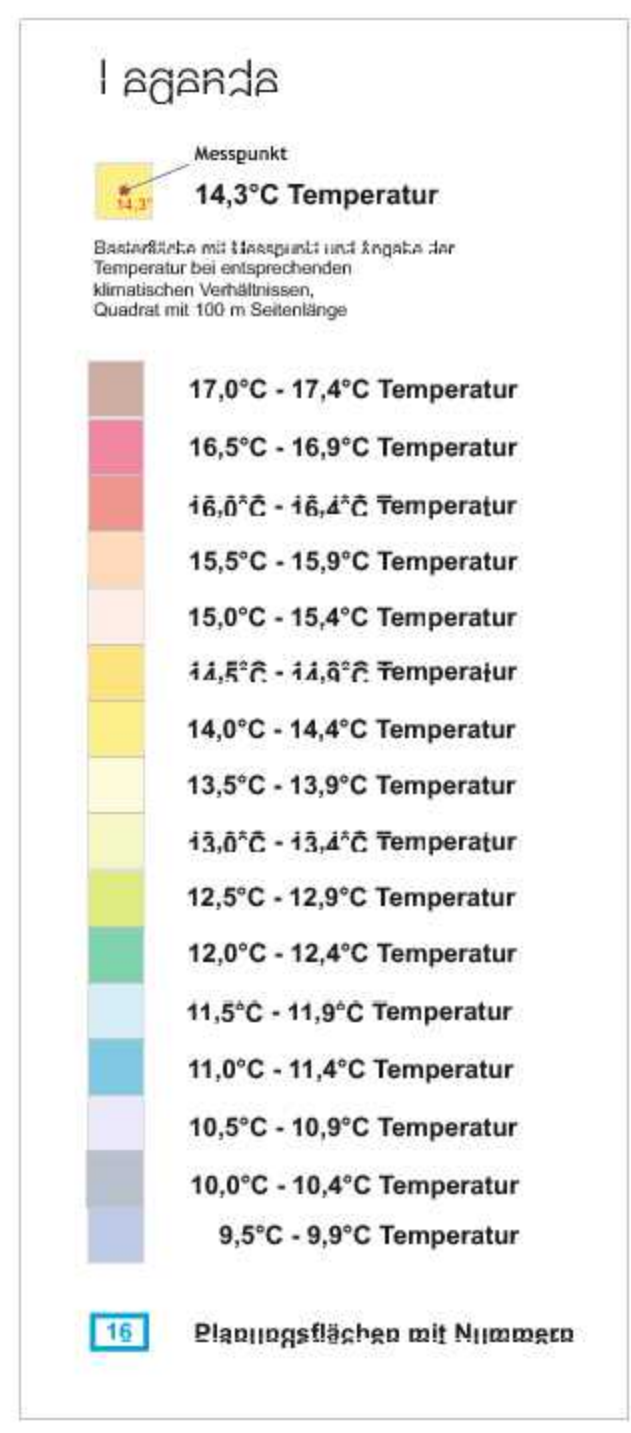 Legende
Messpunkt
14,3°
14,3°C Temperatur
Rasterfläche mit Messpunkt und Angabe der
Temperatur bei entsprechenden
klimatischen Verhältnissen,
Quadrat mit 100 m Seitenlänge
17,0°C - 17,4°C Temperatur
16,5°C - 16,9°C Temperatur
16,0°C - 16,4°C Temperatur
15,5°C - 15,9°C Temperatur
15,0°C - 15,4°C Temperatur
14,5°C - 14,9°C Temperatur
14,0°C - 14,4°C Temperatur
13,5°C - 13,9°C Temperatur
13,0°C - 13,4°C Temperatur
12,5°C - 12,9°C Temperatur
12,0°C - 12,4°C Temperatur
11,5°C - 11,9°C Temperatur
11,0°C - 11,4°C Temperatur
10,5°C - 10,9°C Temperatur
10,0°C - 10,4°C Temperatur
9,5°C - 9,9°C Temperatur
16 Planungsflächen mit Nummern